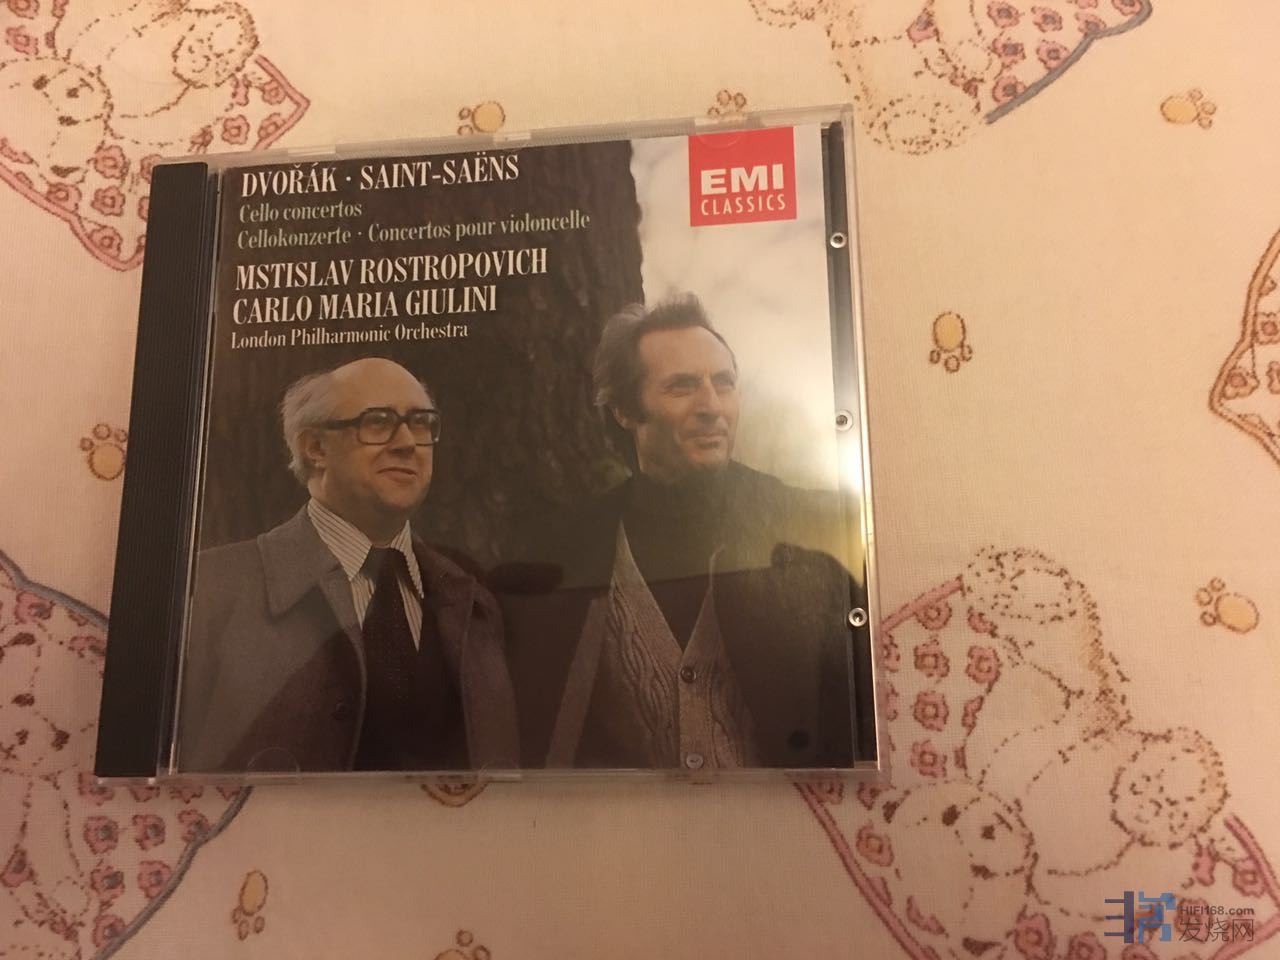 DVOŘÁK · SAINT-SAËNS
Cello concertos
Cellokonzerte · Concertos pour violoncelle
MSTISLAV ROSTROPOVICH
CARLO MARIA GIULINI
London Philharmonic Orchestra
EMI
CLASSICS
HIFI168.com
发烧网